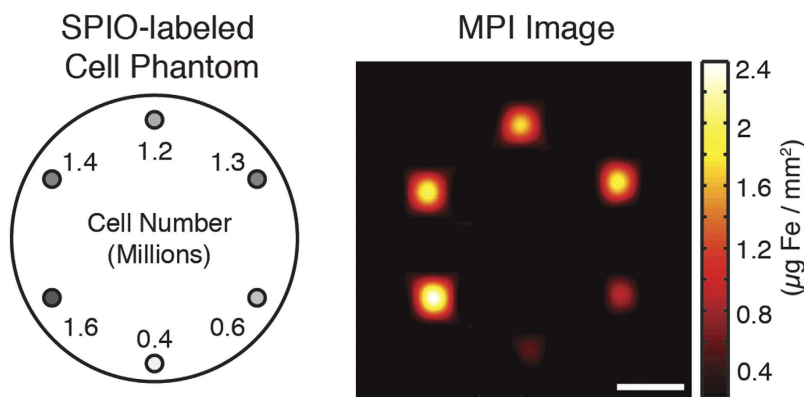 SPIO-labeled
Cell Phantom
1.2
1.4
1.3
Cell Number
(Millions)
1.6
0.4
0.6
MPI Image
2.4
2
1.6
1.2
0.8
0.4
(µg Fe / mm²)